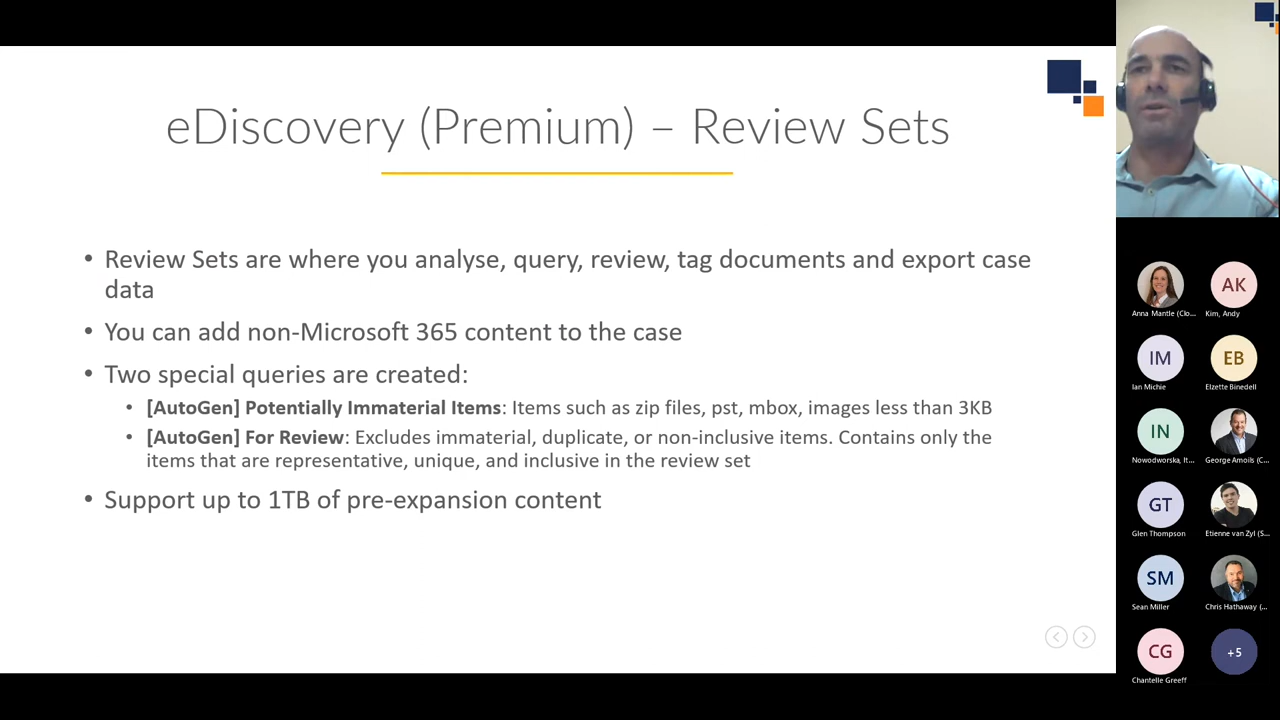 eDiscovery (Premium) – Review Sets
• Review Sets are where you analyse, query, review, tag documents and export case
data
• You can add non-Microsoft 365 content to the case
• Two special queries are created:
• [AutoGen] Potentially Immaterial Items: Items such as zip files, pst, mbox, images less than 3KB
• [AutoGen] For Review: Excludes immaterial, duplicate, or non-inclusive items. Contains only the
items that are representative, unique, and inclusive in the review set
• Support up to 1TB of pre-expansion content
Anna Mantle (Clo...
AK
Kim, Andy
IM
Ian Michie
EB
Elzette Binedell
IN
Nowodworska, It...
George Amoils (C...
GT
Glen Thompson
Etienne van Zyl (S...
SM
Sean Miller
Chris Hathaway (...
CG
Chantelle Greeff
+5